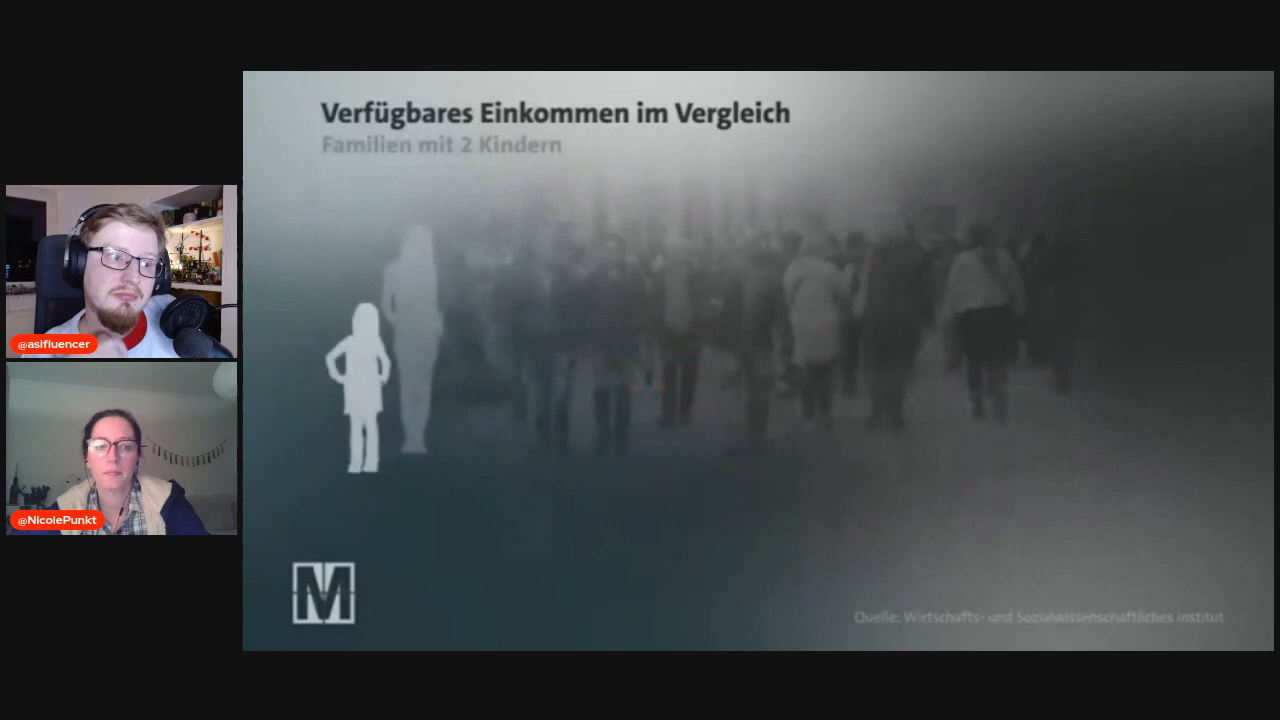 Verfügbares Einkommen im Vergleich
Familien mit 2 Kindern
@asifluencer
@NicolePunkt
M
Quelle: Wirtschafts- und Sozialwissenschaftliches Institut